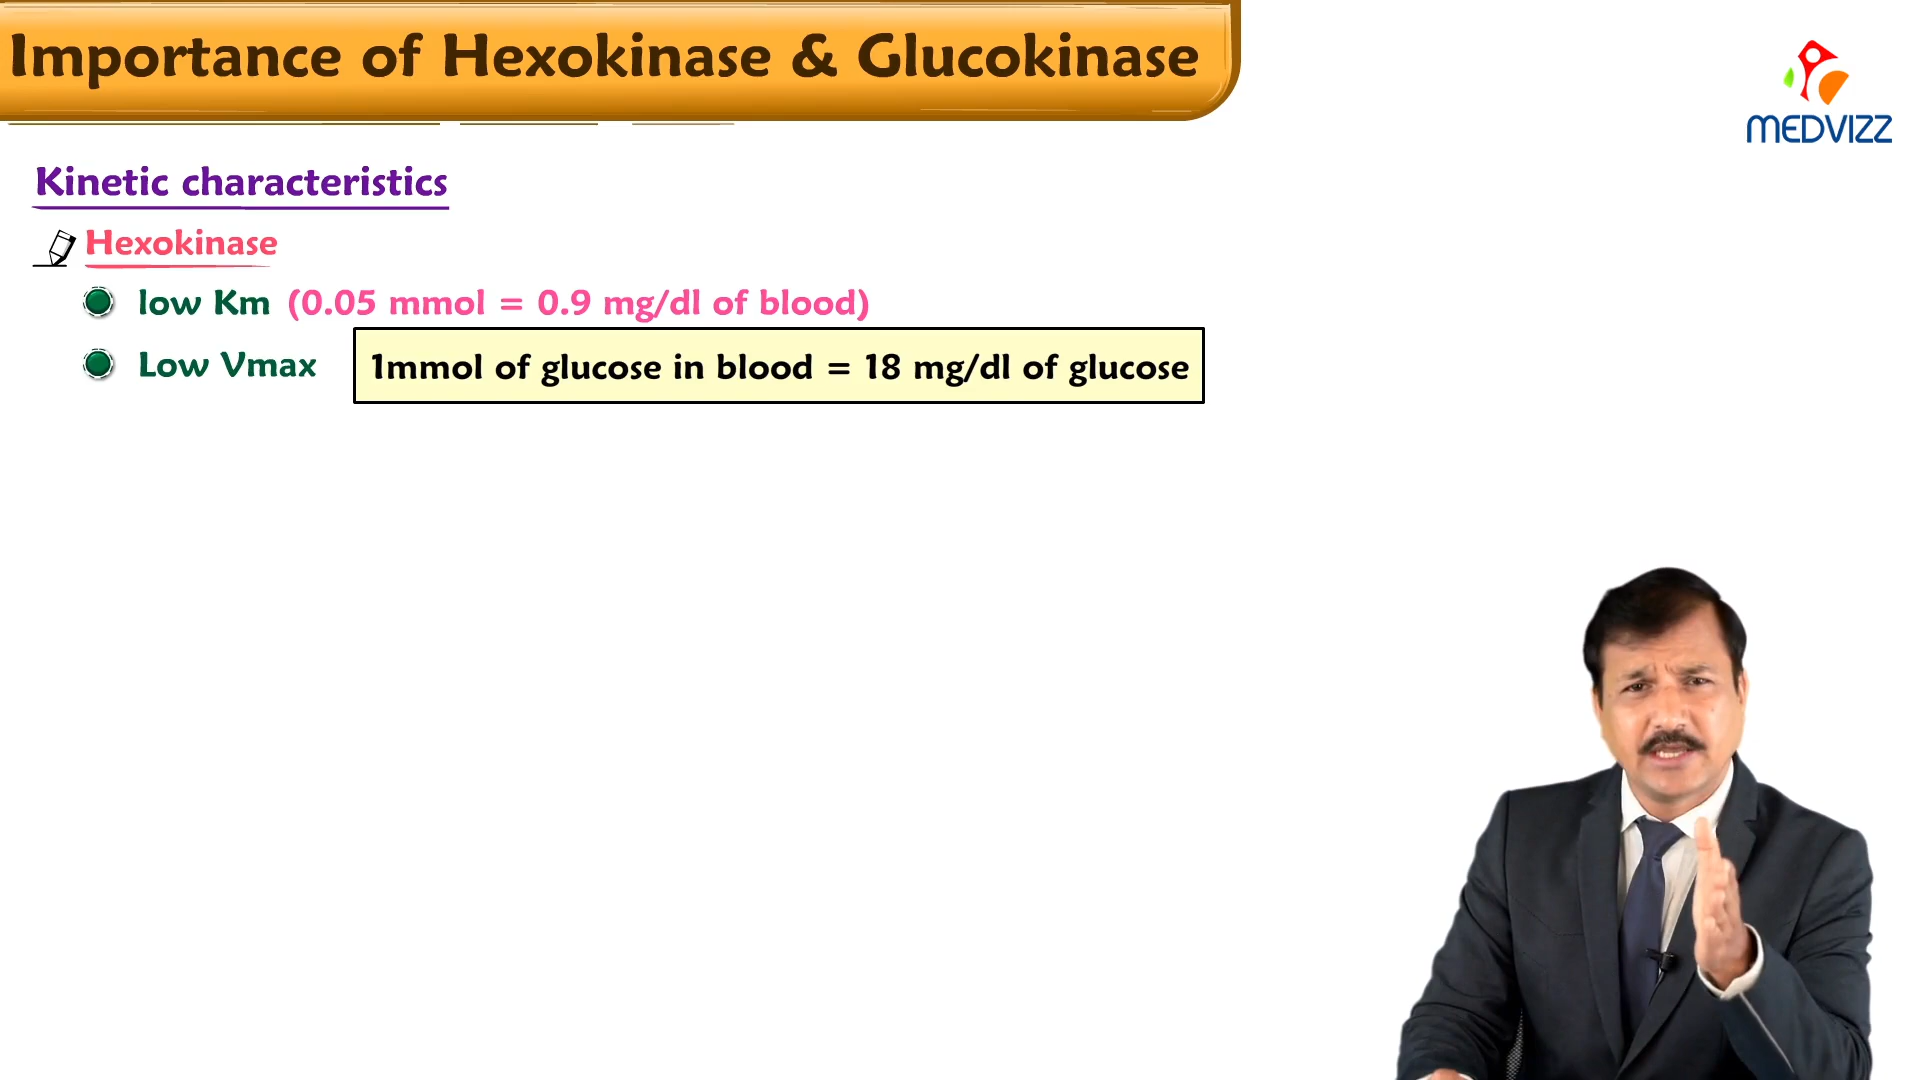 Importance of Hexokinase & Glucokinase
MEDVIZZ
Kinetic characteristics
Hexokinase
low Km (0.05 mmol = 0.9 mg/dl of blood)
Low Vmax
1mmol of glucose in blood = 18 mg/dl of glucose